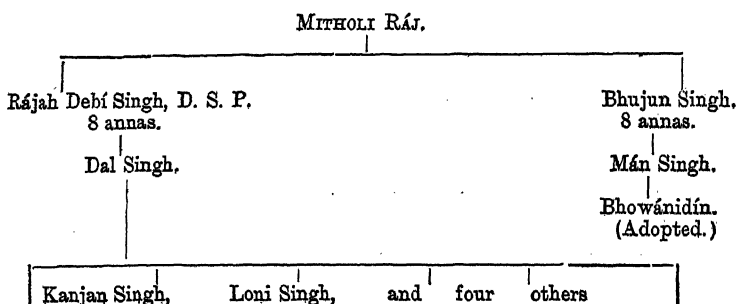 MITHOLI RÁJ.
Rájah Debí Singh, D. S. P. Bhujun Singh.
8 annas. 8 annas.
Dal Singh. Mán Singh.
Bhowánidín.
(Adopted.)
Kanjan Singh, Loni Singh, and four others